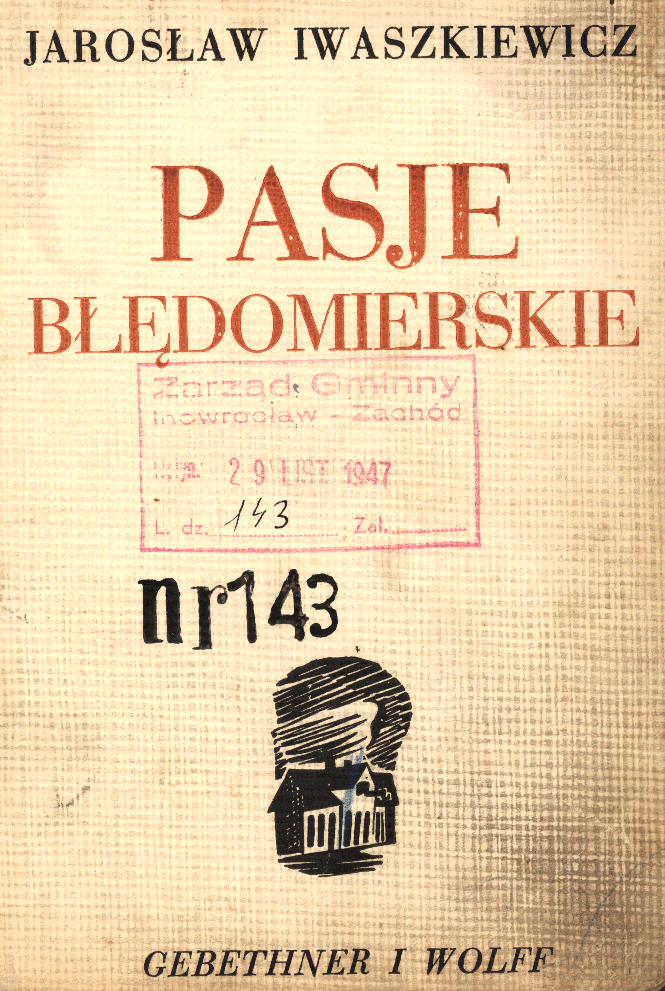 JAROSŁAW IWASZKIEWICZ
PASJE
BŁĘDOMIERSKIE
Zarząd Gminny
Inowrocław - Zachód
29 LIST 1947
L. dz. 143 Zał.
nr 143
GEBETHNER I WOLFF